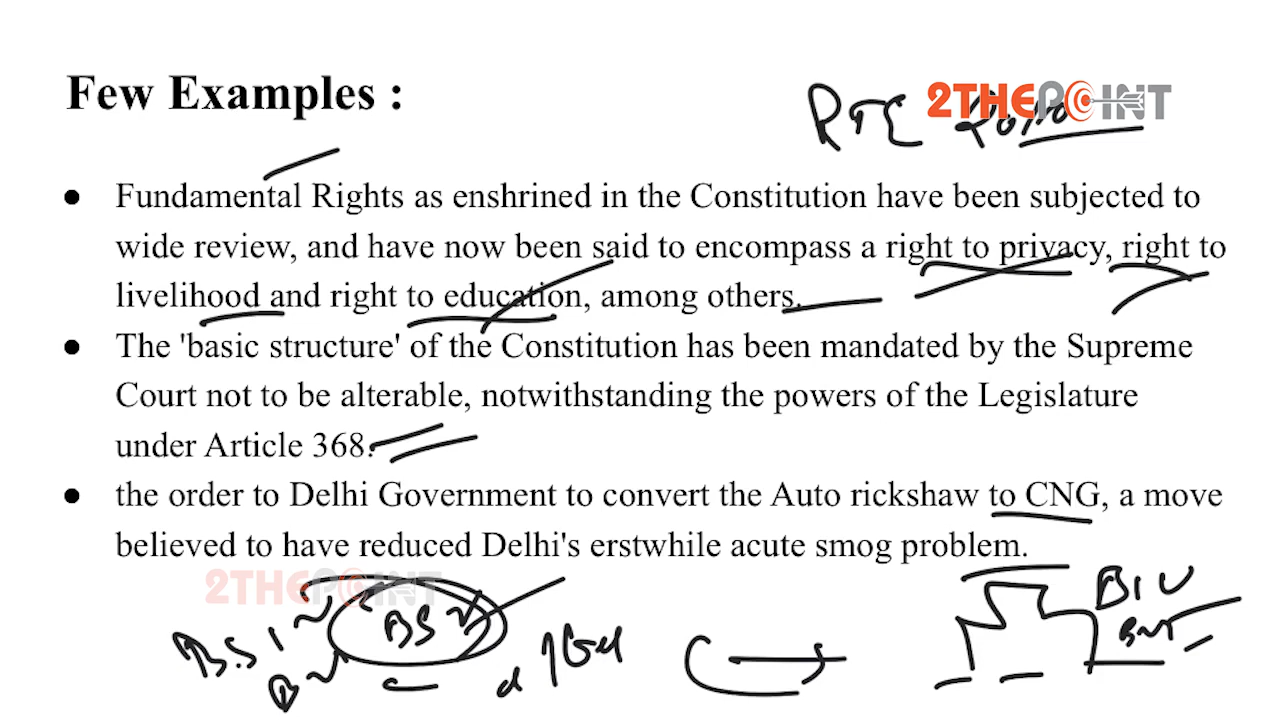 Few Examples :
RTE
2THEPOINT
● Fundamental Rights as enshrined in the Constitution have been subjected to
wide review, and have now been said to encompass a right to privacy, right to
livelihood and right to education, among others.
● The 'basic structure' of the Constitution has been mandated by the Supreme
Court not to be alterable, notwithstanding the powers of the Legislature
under Article 368.
● the order to Delhi Government to convert the Auto rickshaw to CNG, a move
believed to have reduced Delhi's erstwhile acute smog problem.
2THEPOINT
B.S
BS